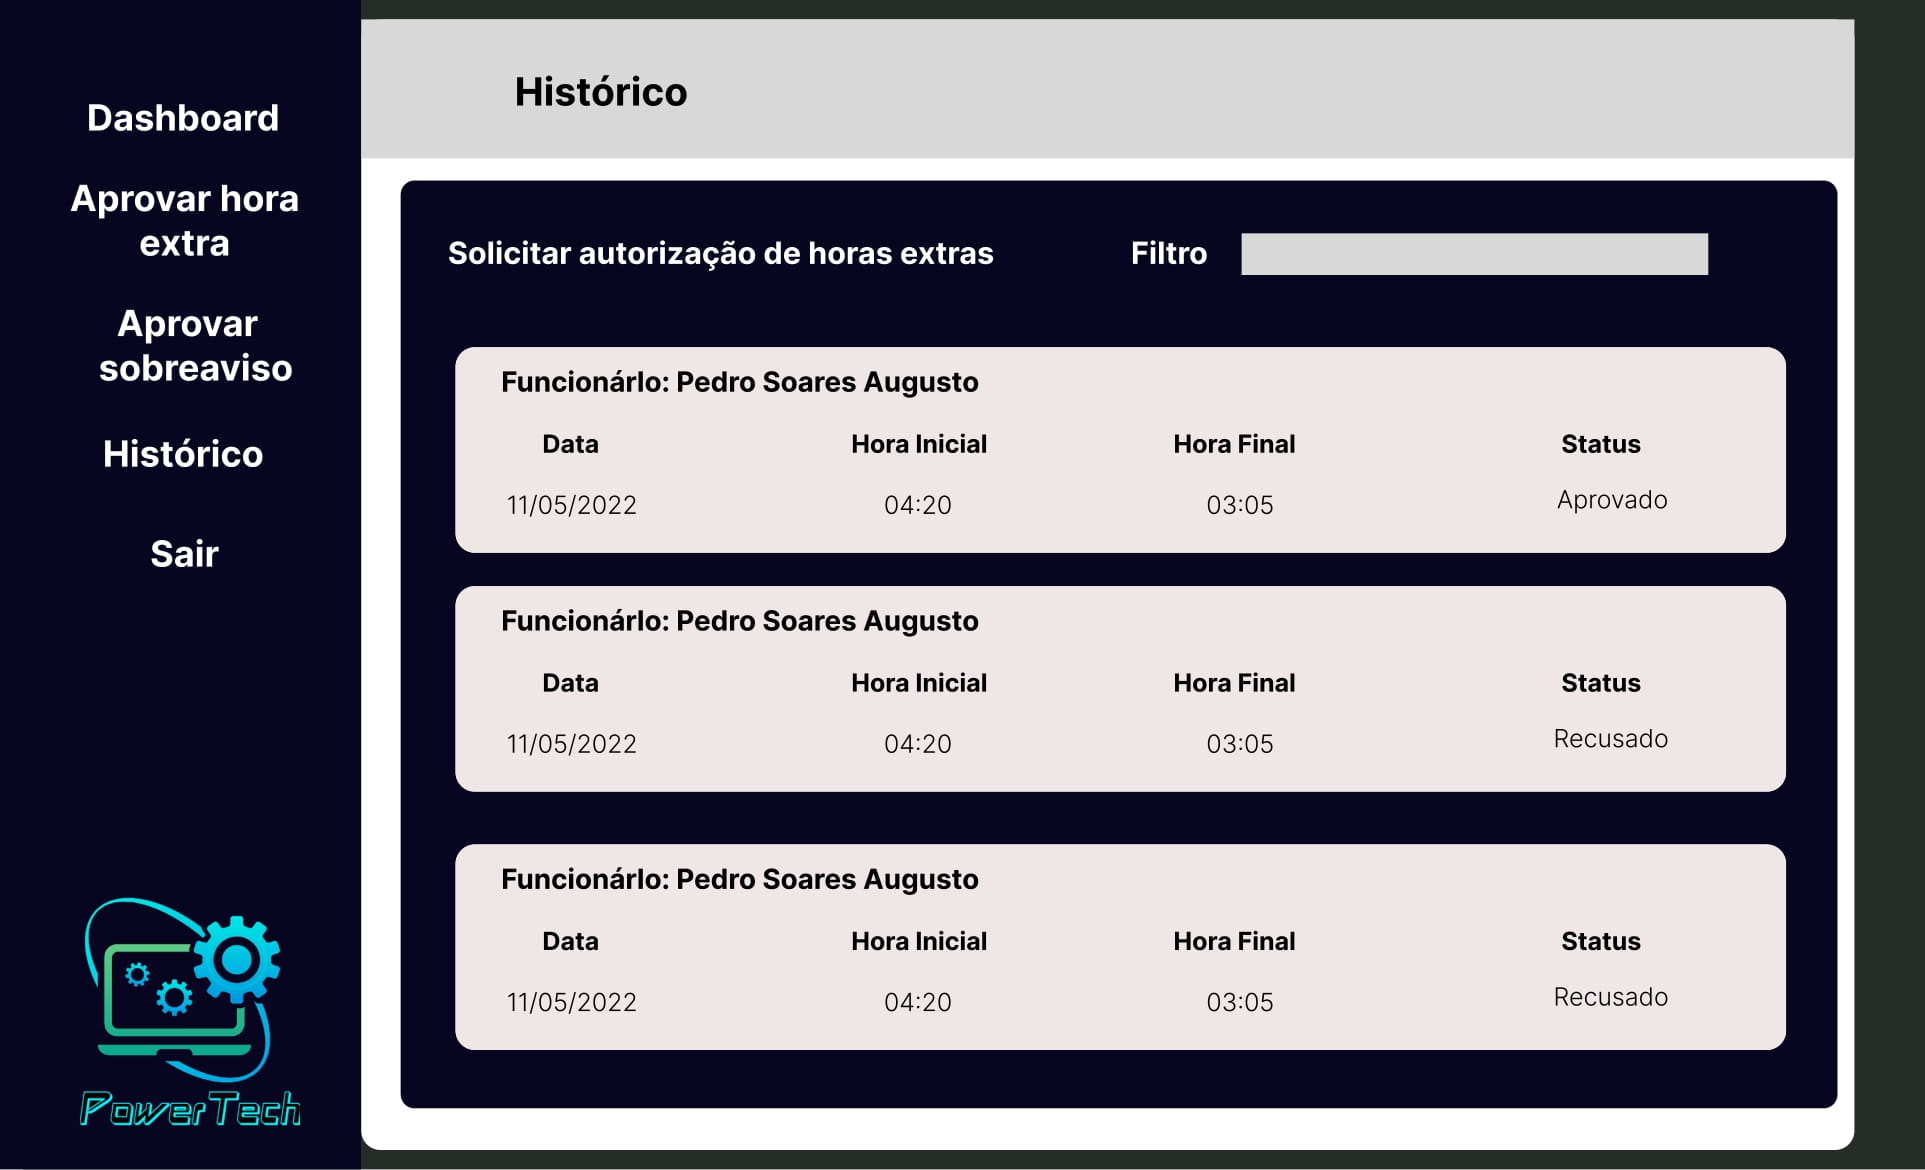 Dashboard
Aprovar hora
extra
Aprovar
sobreaviso
Histórico
Sair
PowerTech
Histórico
Solicitar autorização de horas extras Filtro
Funcionárlo: Pedro Soares Augusto
Data Hora Inicial Hora Final Status
11/05/2022 04:20 03:05 Aprovado
Funcionárlo: Pedro Soares Augusto
Data Hora Inicial Hora Final Status
11/05/2022 04:20 03:05 Recusado
Funcionárlo: Pedro Soares Augusto
Data Hora Inicial Hora Final Status
11/05/2022 04:20 03:05 Recusado